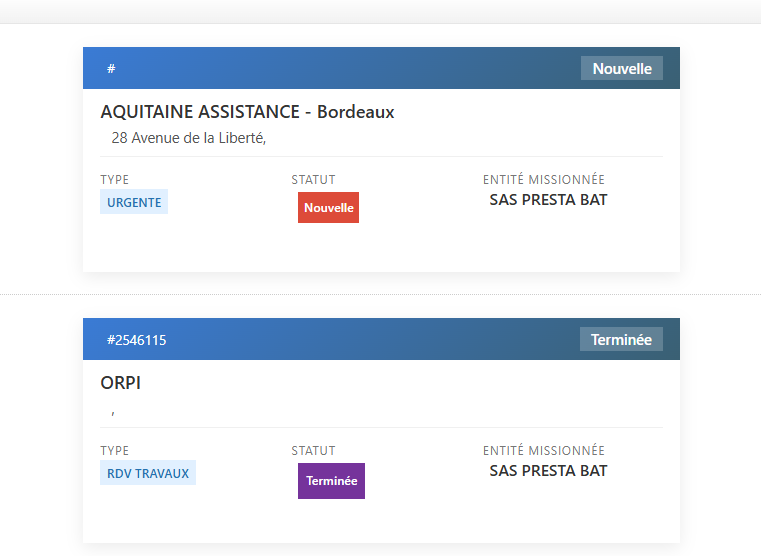 # Nouvelle
AQUITAINE ASSISTANCE - Bordeaux
28 Avenue de la Liberté,
TYPE STATUT ENTITÉ MISSIONNÉE
URGENTE Nouvelle SAS PRESTA BAT
#2546115 Terminée
ORPI
,
TYPE STATUT ENTITÉ MISSIONNÉE
RDV TRAVAUX Terminée SAS PRESTA BAT